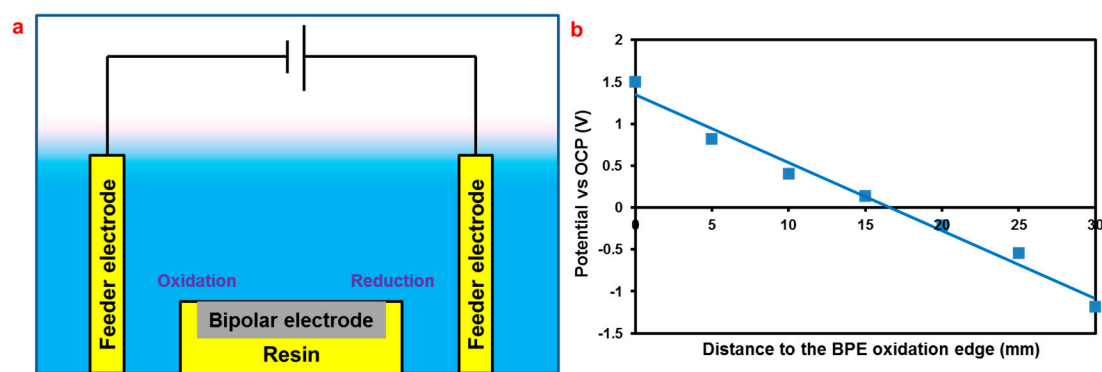 a
Feeder electrode
Feeder electrode
Oxidation
Reduction
Bipolar electrode
Resin
b
Potential vs OCP (V)
2
1.5
1
0.5
0
-0.5
-1
-1.5
0 5 10 15 20 25 30
Distance to the BPE oxidation edge (mm)